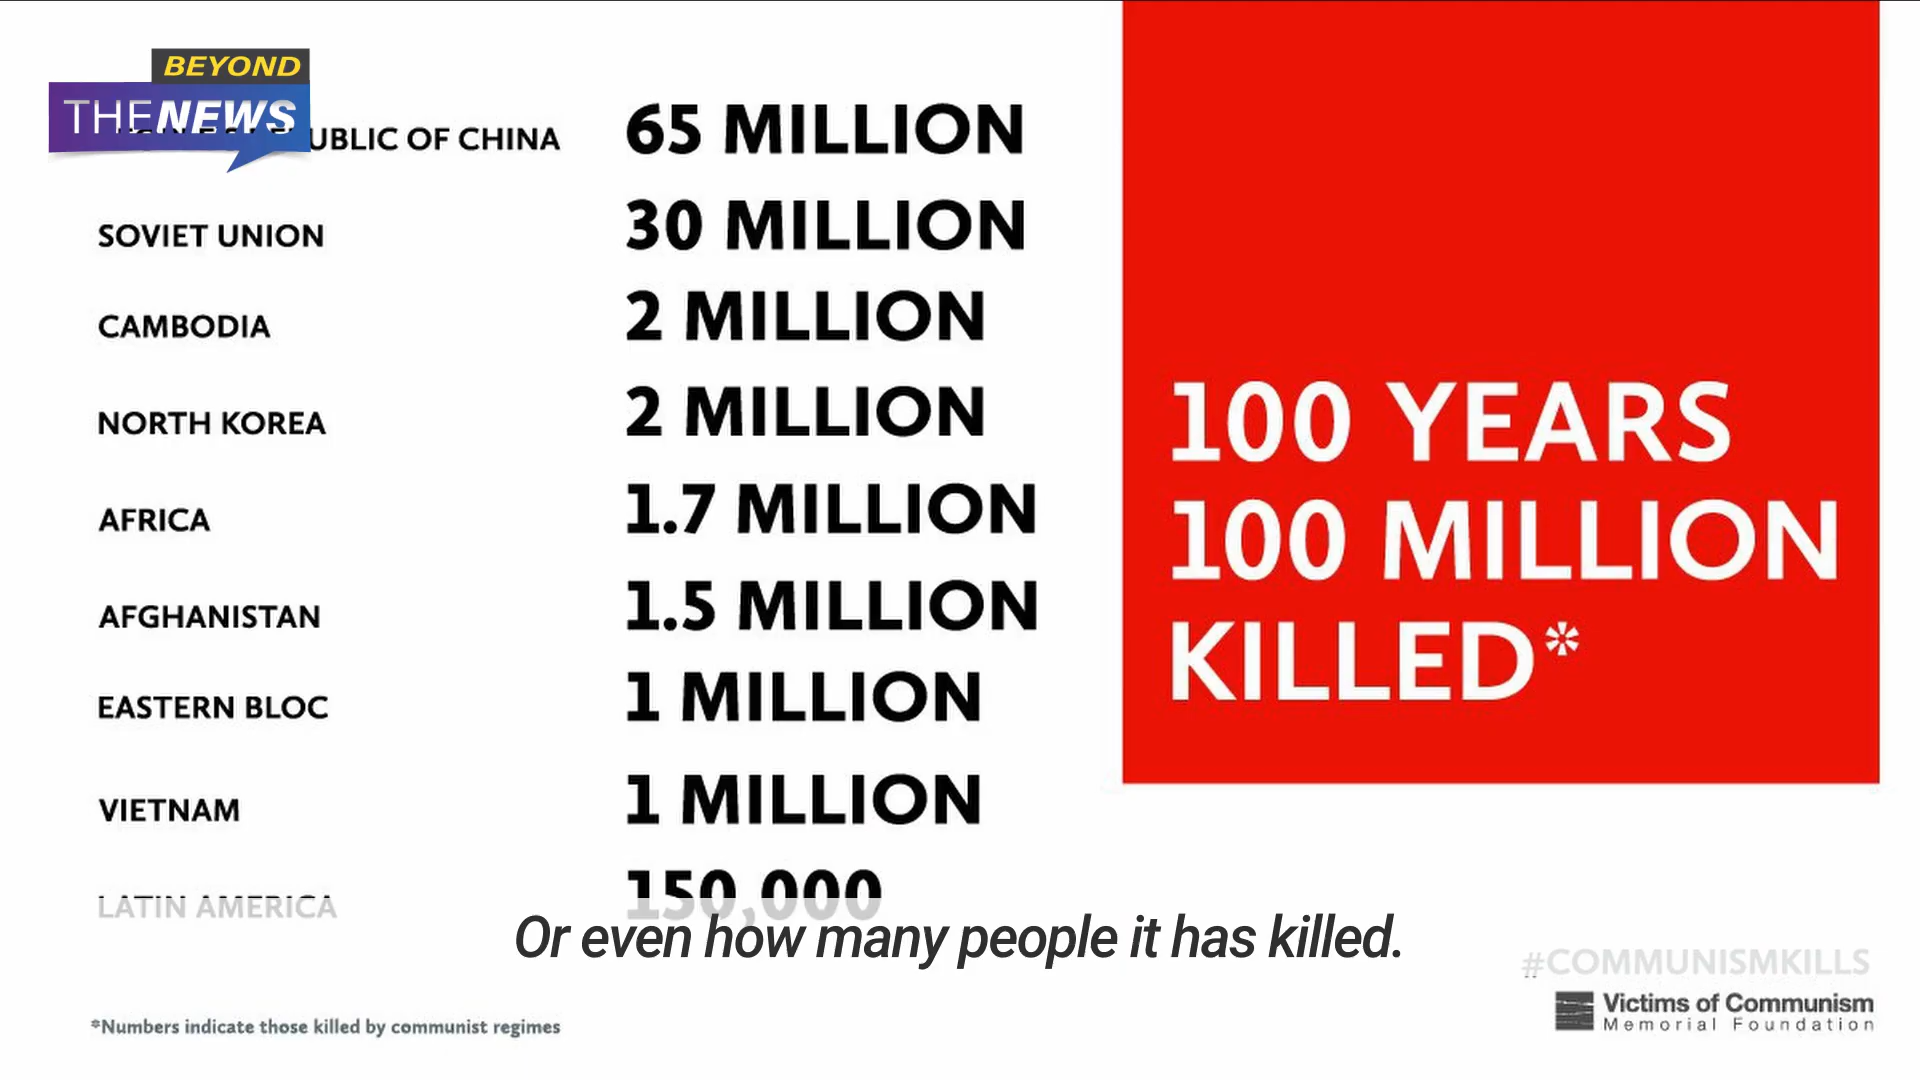 BEYOND
THENEWS
UBLIC OF CHINA 65 MILLION
SOVIET UNION 30 MILLION
CAMBODIA 2 MILLION
NORTH KOREA 2 MILLION
AFRICA 1.7 MILLION
AFGHANISTAN 1.5 MILLION
EASTERN BLOC 1 MILLION
VIETNAM 1 MILLION
LATIN AMERICA 150,000
100 YEARS
100 MILLION
KILLED*
Or even how many people it has killed.
#COMMUNISMKILLS
Victims of Communism
Memorial Foundation
*Numbers indicate those killed by communist regimes